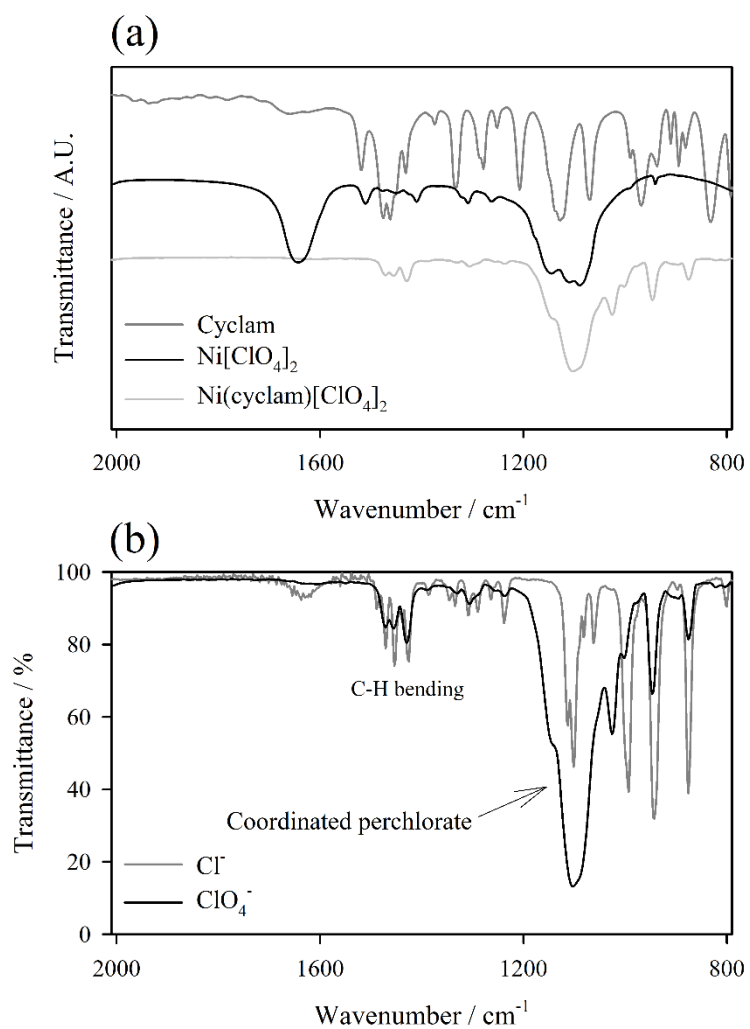 (a)
Transmittance / A.U.
Cyclam
Ni[ClO₄]₂
Ni(cyclam)[ClO₄]₂
2000 1600 1200 800
Wavenumber / cm⁻¹
(b)
Transmittance / %
100
80
60
40
20
0
C-H bending
Coordinated perchlorate
Cl⁻
ClO₄⁻
2000 1600 1200 800
Wavenumber / cm⁻¹